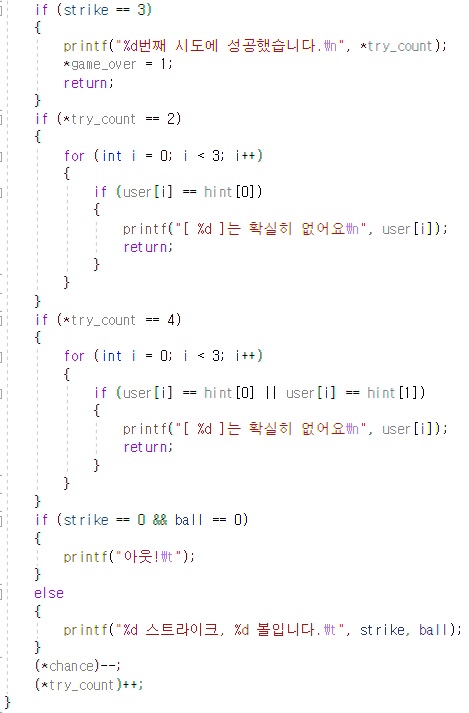 if (strike == 3)
{
printf("%d번째 시도에 성공했습니다.₩n", *try_count);
*game_over = 1;
return;
}
if (*try_count == 2)
{
for (int i = 0; i < 3; i++)
{
if (user[i] == hint[0])
{
printf("[ %d ]는 확실히 없어요₩n", user[i]);
return;
}
}
}
if (*try_count == 4)
{
for (int i = 0; i < 3; i++)
{
if (user[i] == hint[0] || user[i] == hint[1])
{
printf("[ %d ]는 확실히 없어요₩n", user[i]);
return;
}
}
}
if (strike == 0 && ball == 0)
{
printf("아웃!₩t");
}
else
{
printf("%d 스트라이크, %d 볼입니다.₩t", strike, ball);
}
(*chance)--;
(*try_count)++;
}